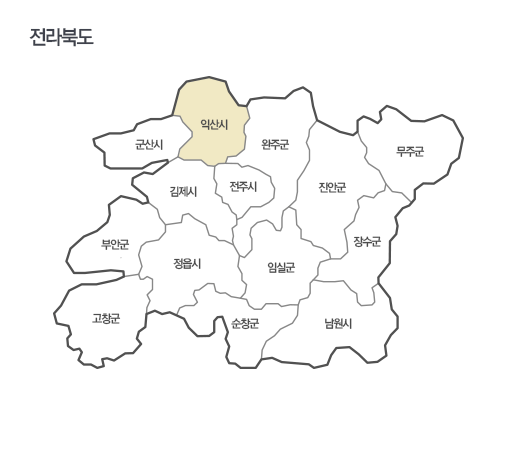 전라북도
익산시
군산시
완주군
무주군
김제시
전주시
진안군
부안군
장수군
정읍시
임실군
고창군
순창군
남원시